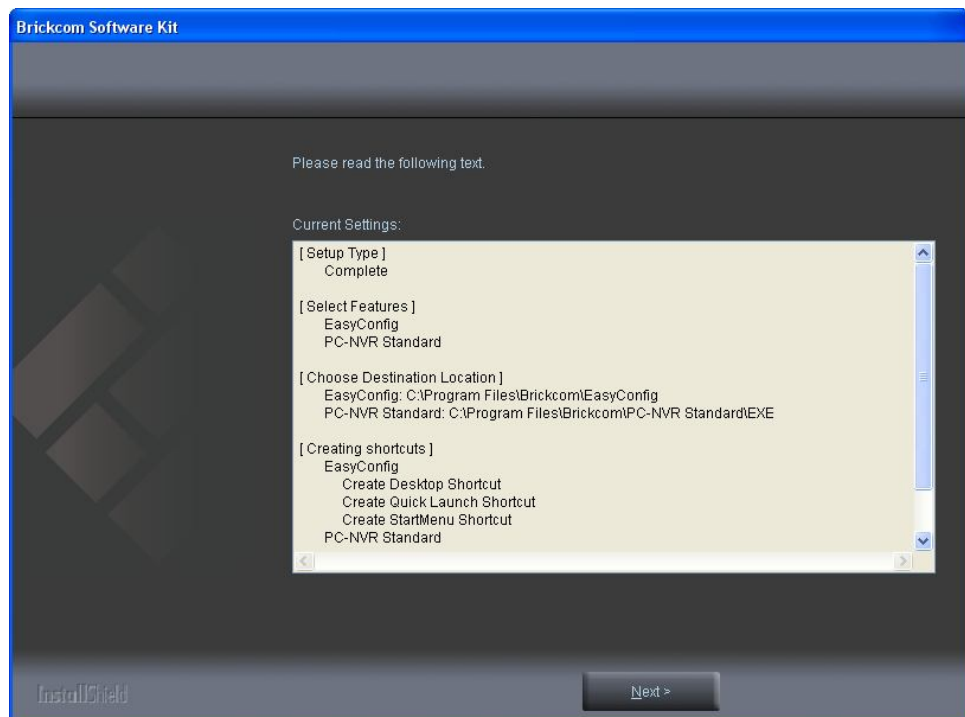 Brickcom Software Kit
Please read the following text.
Current Settings:
[ Setup Type ]
Complete
[ Select Features ]
EasyConfig
PC-NVR Standard
[ Choose Destination Location ]
EasyConfig: C:\Program Files\Brickcom\EasyConfig
PC-NVR Standard: C:\Program Files\Brickcom\PC-NVR Standard\EXE
[ Creating shortcuts ]
EasyConfig
Create Desktop Shortcut
Create Quick Launch Shortcut
Create StartMenu Shortcut
PC-NVR Standard
InstallShield
Next >